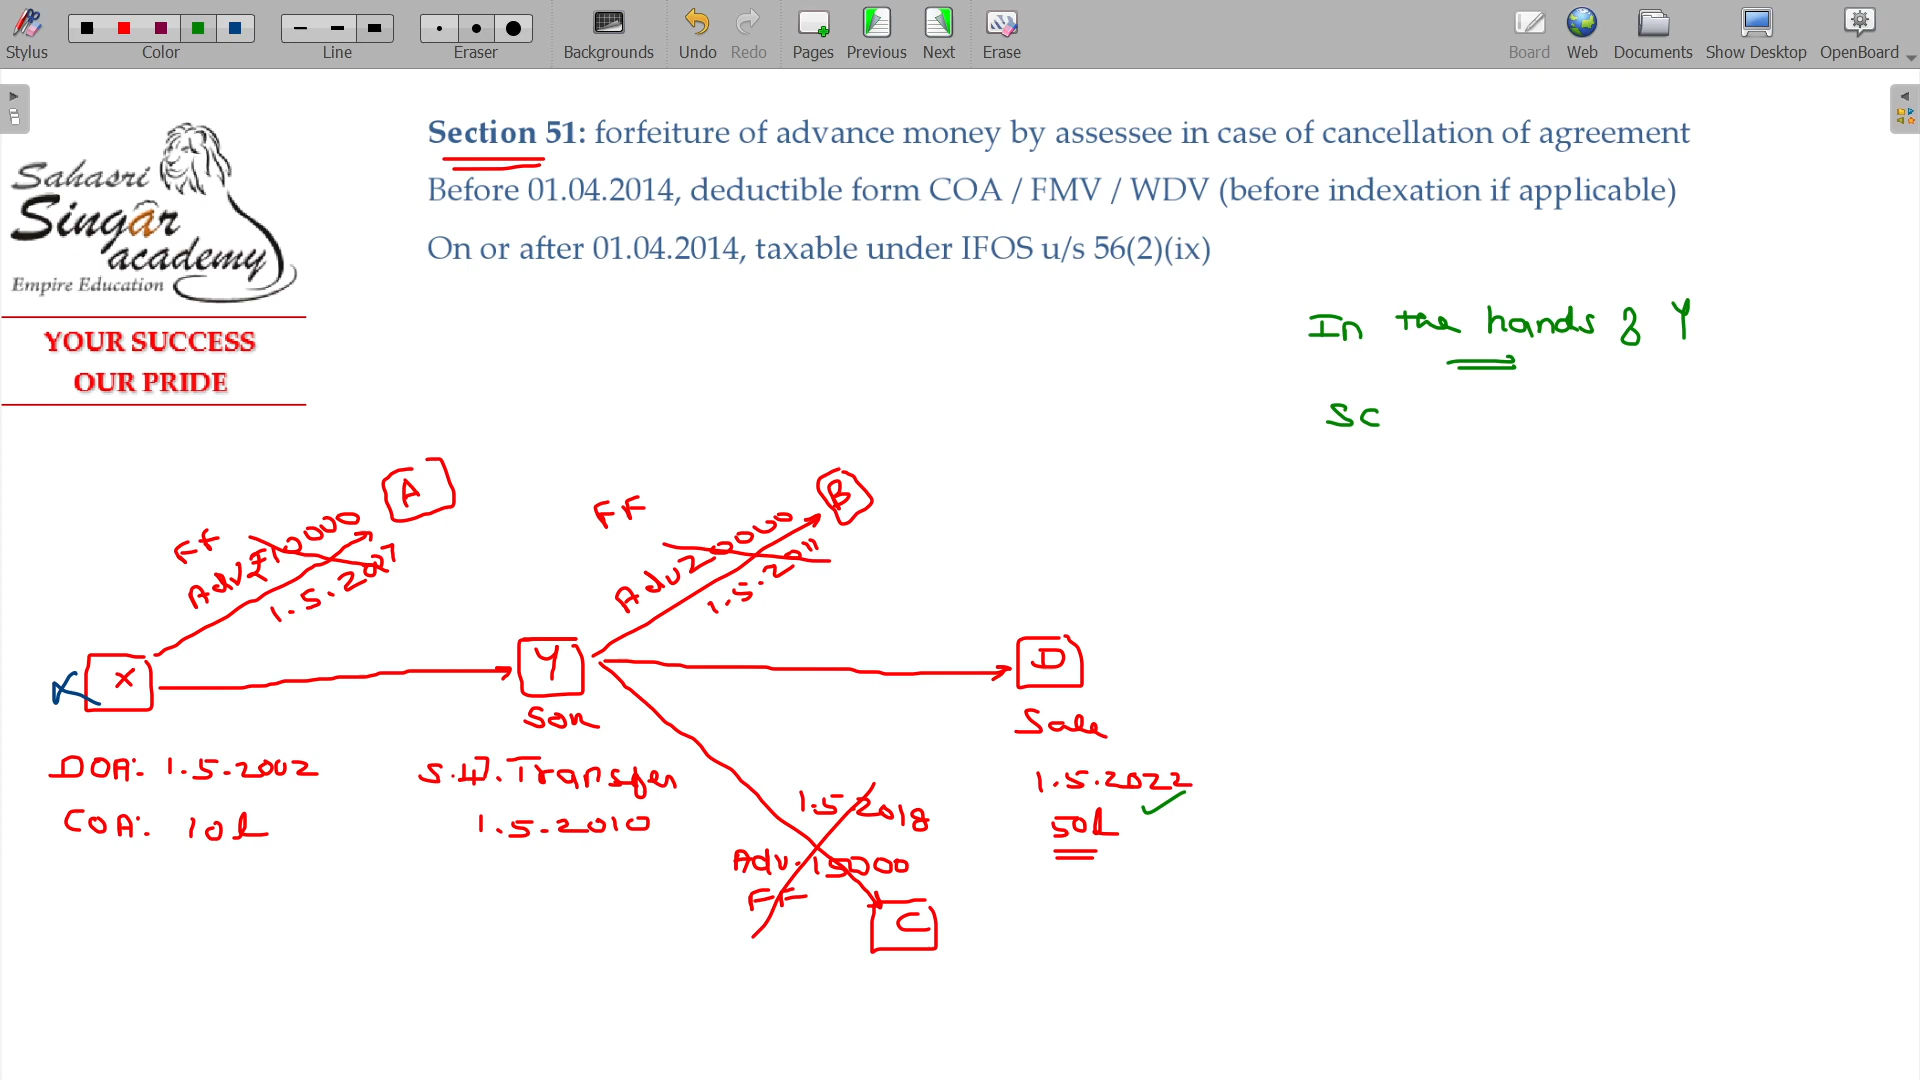 Stylus
Color
Line
Eraser
Backgrounds
Undo
Redo
Pages
Previous
Next
Erase
Board
Web
Documents
Show Desktop
OpenBoard
Sahasri
Singar
academy
Empire Education
YOUR SUCCESS
OUR PRIDE
Section 51: forfeiture of advance money by assessee in case of cancellation of agreement
Before 01.04.2014, deductible form COA / FMV / WDV (before indexation if applicable)
On or after 01.04.2014, taxable under IFOS u/s 56(2)(ix)
In the hands of Y
SC
A
FF
Adv ₹10000
1.5.2007
B
FF
Adv 20000
1.5.2011
X
Y
Son
D
Sale
DOA: 1.5.2002
COA: 10L
S.W.Transfer
1.5.2010
1.5.2022
50L
1.5.2018
Adv. 15000
FF
C